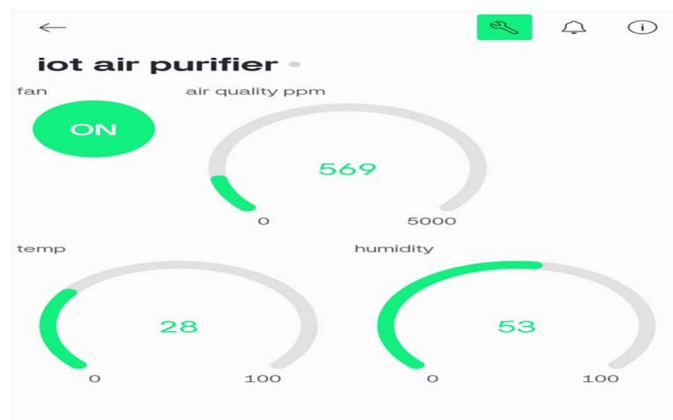 iot air purifier
fan
air quality ppm
ON
569
0
5000
temp
humidity
28
53
0
100
0
100